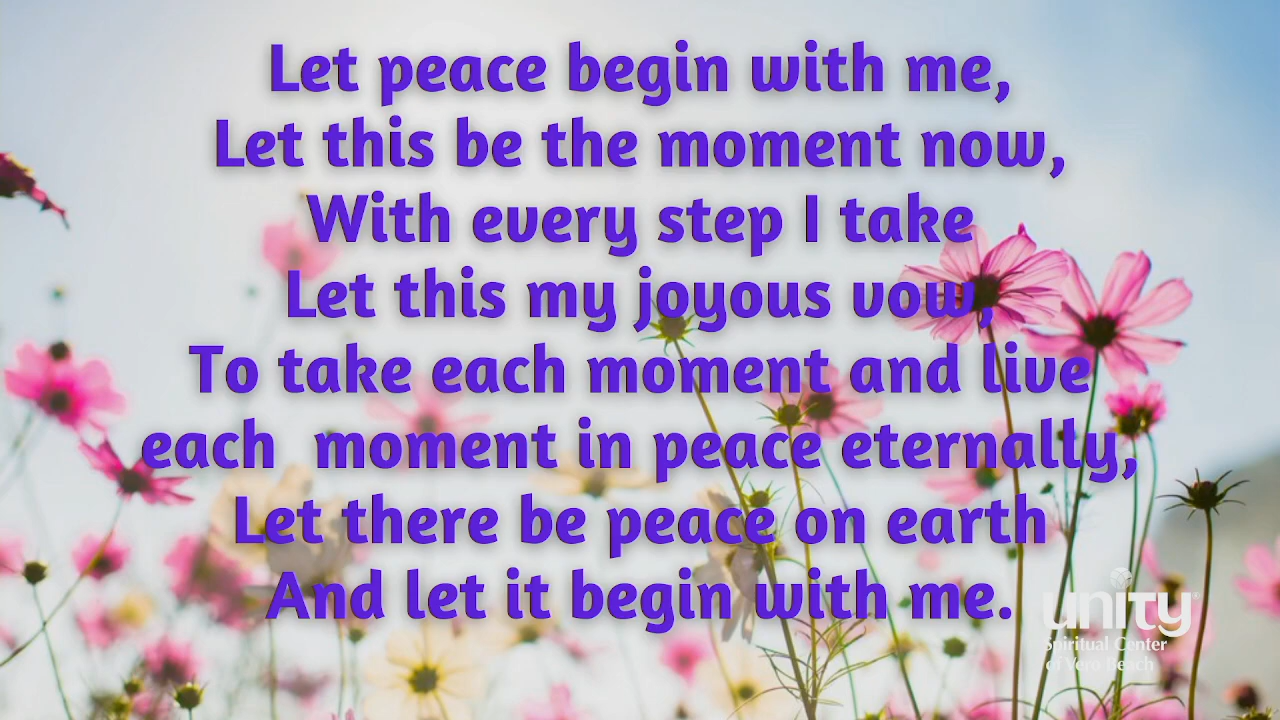 Let peace begin with me,
Let this be the moment now,
With every step I take
Let this my joyous vow,
To take each moment and live
each  moment in peace eternally,
Let there be peace on earth
And let it begin with me.
unity®
Spiritual Center
of Vero Beach